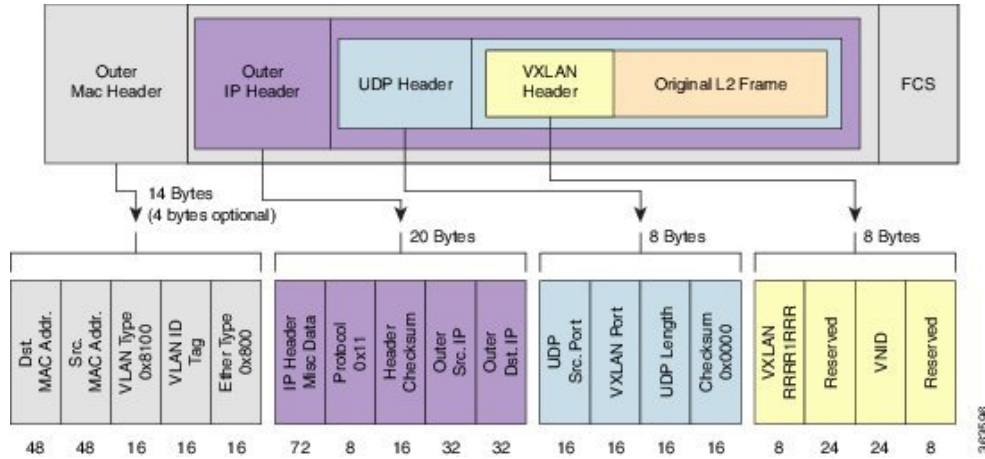 Outer
Mac Header
Outer
IP Header
UDP Header
VXLAN
Header
Original L2 Frame
FCS
14 Bytes
(4 bytes optional)
20 Bytes
8 Bytes
8 Bytes
Dst.
MAC Addr.
Src.
MAC Addr.
VLAN Type
0x8100
VLAN ID
Tag
Ether Type
0x800
IP Header
Misc Data
Protocol
0x11
Header
Checksum
Outer
Src. IP
Outer
Dst. IP
UDP
Src. Port
VXLAN Port
UDP Length
Checksum
0x0000
VXLAN
RRRR1RRR
Reserved
VNID
Reserved
48 48 16 16 16
72 8 16 32 32
16 16 16 16
8 24 24 8